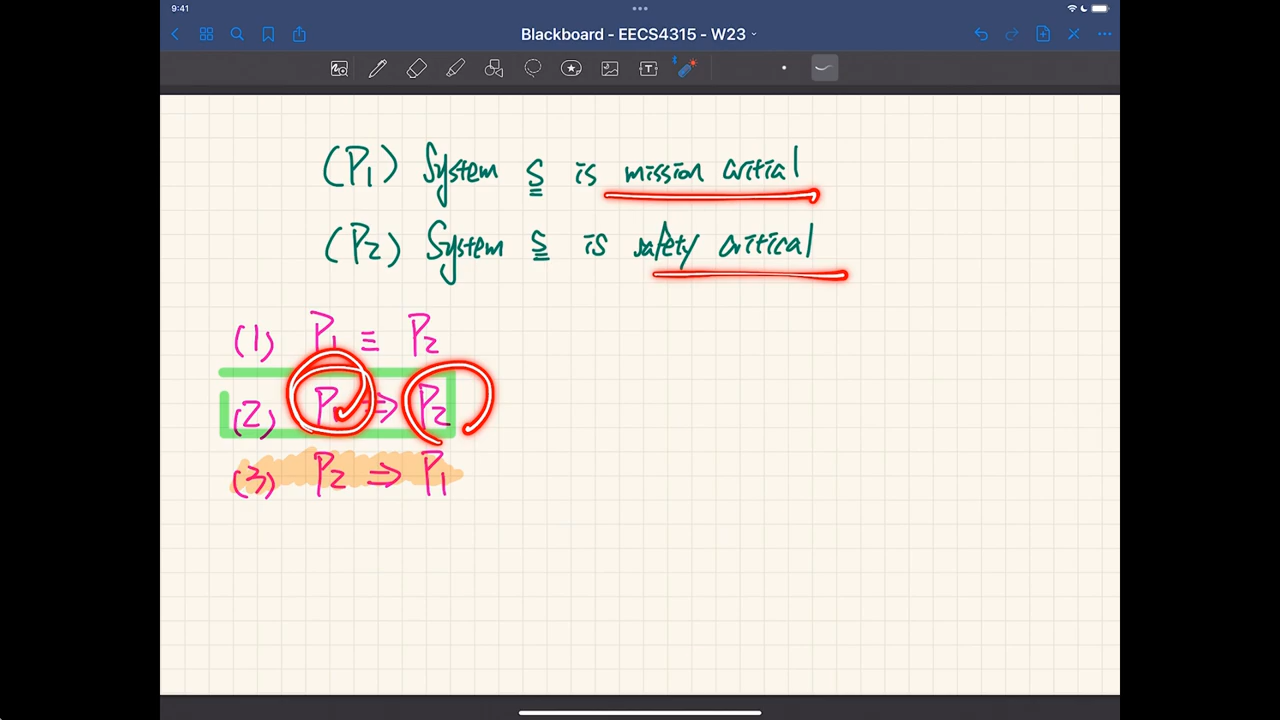 9:41
Blackboard - EECS4315 - W23
(P1) System S is mission critical
(P2) System S is safety critical
(1) P1 ≡ P2
(2) P1 ⇒ P2
(3) P2 ⇒ P1